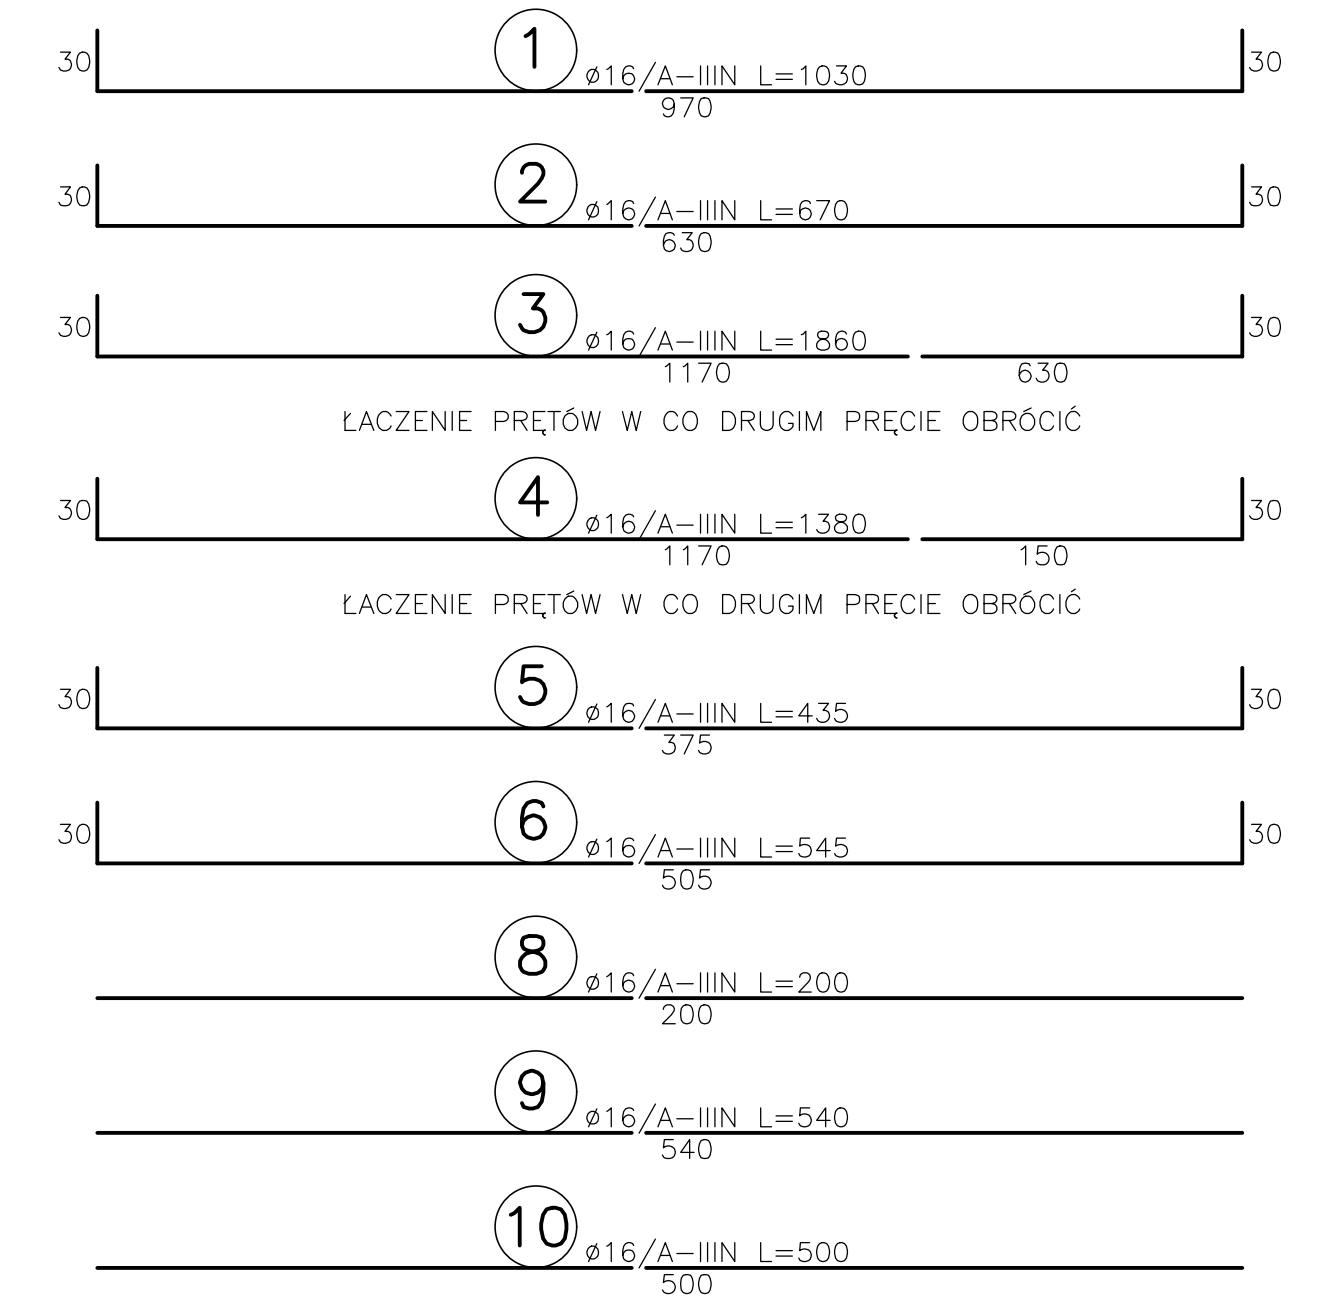 1
30 ø16/A-IIIN L=1030 30
970
2
30 ø16/A-IIIN L=670 30
630
3
30 ø16/A-IIIN L=1860 30
1170 630
ŁACZENIE PRĘTÓW W CO DRUGIM PRĘCIE OBRÓCIĆ
4
30 ø16/A-IIIN L=1380 30
1170 150
ŁACZENIE PRĘTÓW W CO DRUGIM PRĘCIE OBRÓCIĆ
5
30 ø16/A-IIIN L=435 30
375
6
30 ø16/A-IIIN L=545 30
505
8
ø16/A-IIIN L=200
200
9
ø16/A-IIIN L=540
540
10
ø16/A-IIIN L=500
500